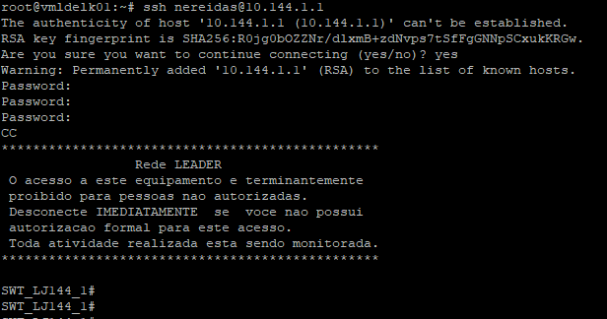 root@vmldelk01:~# ssh nereidas@10.144.1.1
The authenticity of host '10.144.1.1 (10.144.1.1)' can't be established.
RSA key fingerprint is SHA256:R0jg0bOZZNr/dlxmB+zdNvps7tSfFgGNNpSCxukKRGw.
Are you sure you want to continue connecting (yes/no)? yes
Warning: Permanently added '10.144.1.1' (RSA) to the list of known hosts.
Password:
Password:
Password:
CC
*************************************************
Rede LEADER
O acesso a este equipamento e terminantemente
proibido para pessoas nao autorizadas.
Desconecte IMEDIATAMENTE se voce nao possui
autorizacao formal para este acesso.
Toda atividade realizada esta sendo monitorada.
*************************************************
SWT_LJ144_1#
SWT_LJ144_1#